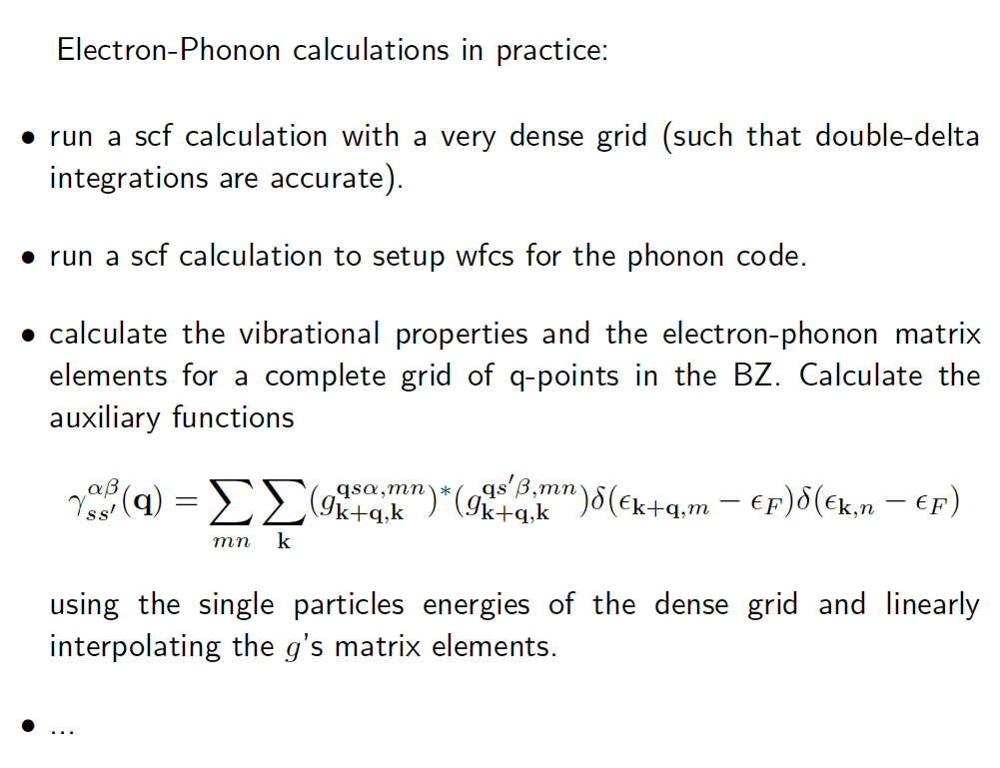 Electron-Phonon calculations in practice:
• run a scf calculation with a very dense grid (such that double-delta
integrations are accurate).
• run a scf calculation to setup wfcs for the phonon code.
• calculate the vibrational properties and the electron-phonon matrix
elements for a complete grid of q-points in the BZ. Calculate the
auxiliary functions
$\gamma_{ss'}^{\alpha\beta}(\mathbf{q}) = \sum_{mn} \sum_{\mathbf{k}} (g_{\mathbf{k+q},\mathbf{k}}^{\mathbf{q}s\alpha,mn})^* (g_{\mathbf{k+q},\mathbf{k}}^{\mathbf{q}s'\beta,mn}) \delta(\epsilon_{\mathbf{k+q},m} - \epsilon_F) \delta(\epsilon_{\mathbf{k},n} - \epsilon_F)$
using the single particles energies of the dense grid and linearly
interpolating the $g$'s matrix elements.
• ...